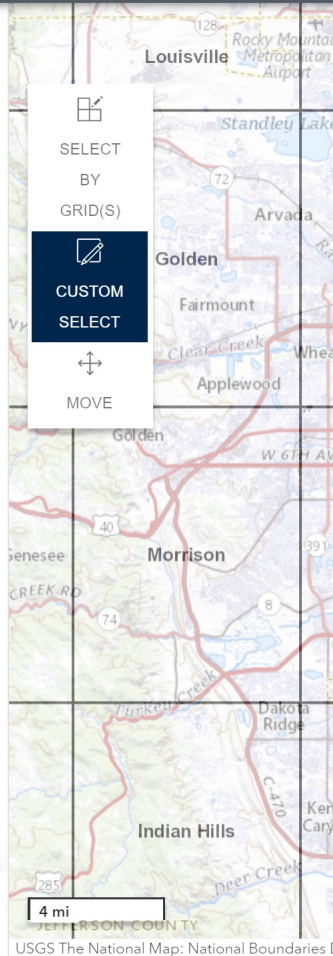 128
Rocky Mountai
Metropolitan
Airport
Louisville
Standley Lake
SELECT
BY
GRID(S)
72
Arvada
Golden
CUSTOM
SELECT
Fairmount
Clear Creek
Whea
Applewood
MOVE
Golden
W 6TH AV
40
391
Genesee
Morrison
CREEK RD
8
74
Turkey Creek
Dakota
Ridge
C-470
Ken
Cary
Indian Hills
Deer Creek
285
4 mi
JEFFERSON COUNTY
USGS The National Map: National Boundaries D